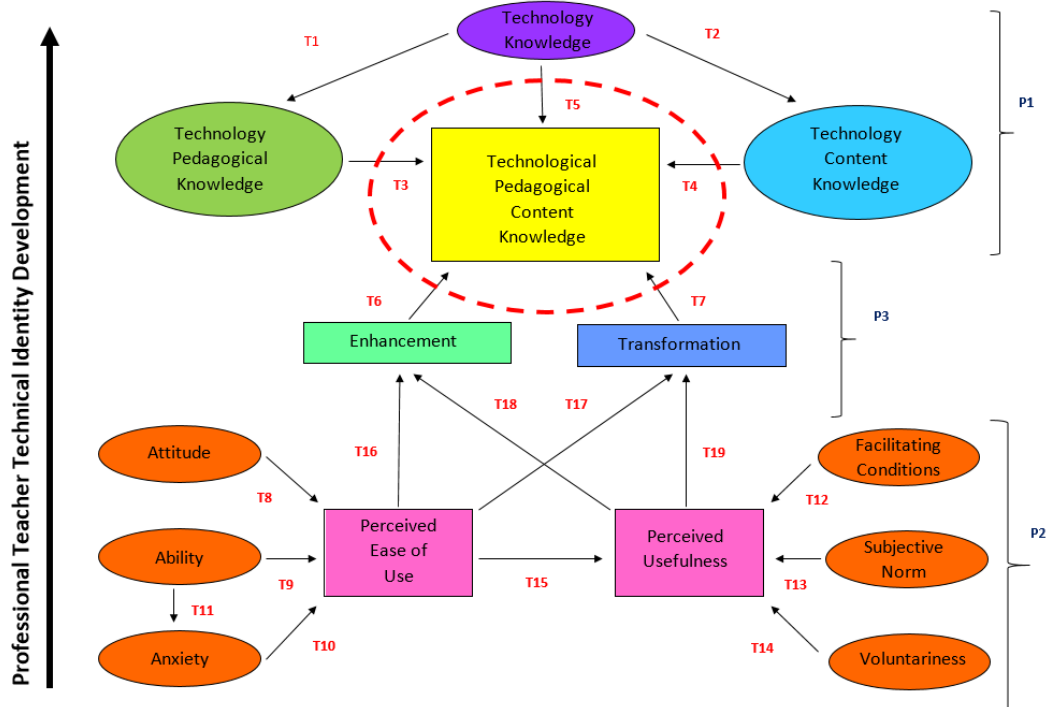 Professional Teacher Technical Identity Development
Technology
Knowledge
T1
T2
T5
P1
Technology
Pedagogical
Knowledge
T3
Technological
Pedagogical
Content
Knowledge
T4
Technology
Content
Knowledge
T6
T7
P3
Enhancement
Transformation
T18
T17
Attitude
T16
T19
Facilitating
Conditions
T8
T12
Perceived
Ease of
Use
Perceived
Usefulness
P2
Ability
T9
T15
T13
Subjective
Norm
T11
Anxiety
T10
T14
Voluntariness